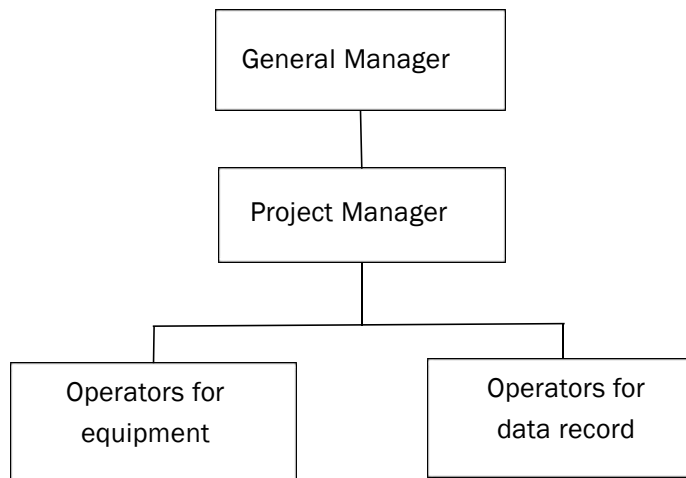 General Manager
Project Manager
Operators for
equipment
Operators for
data record